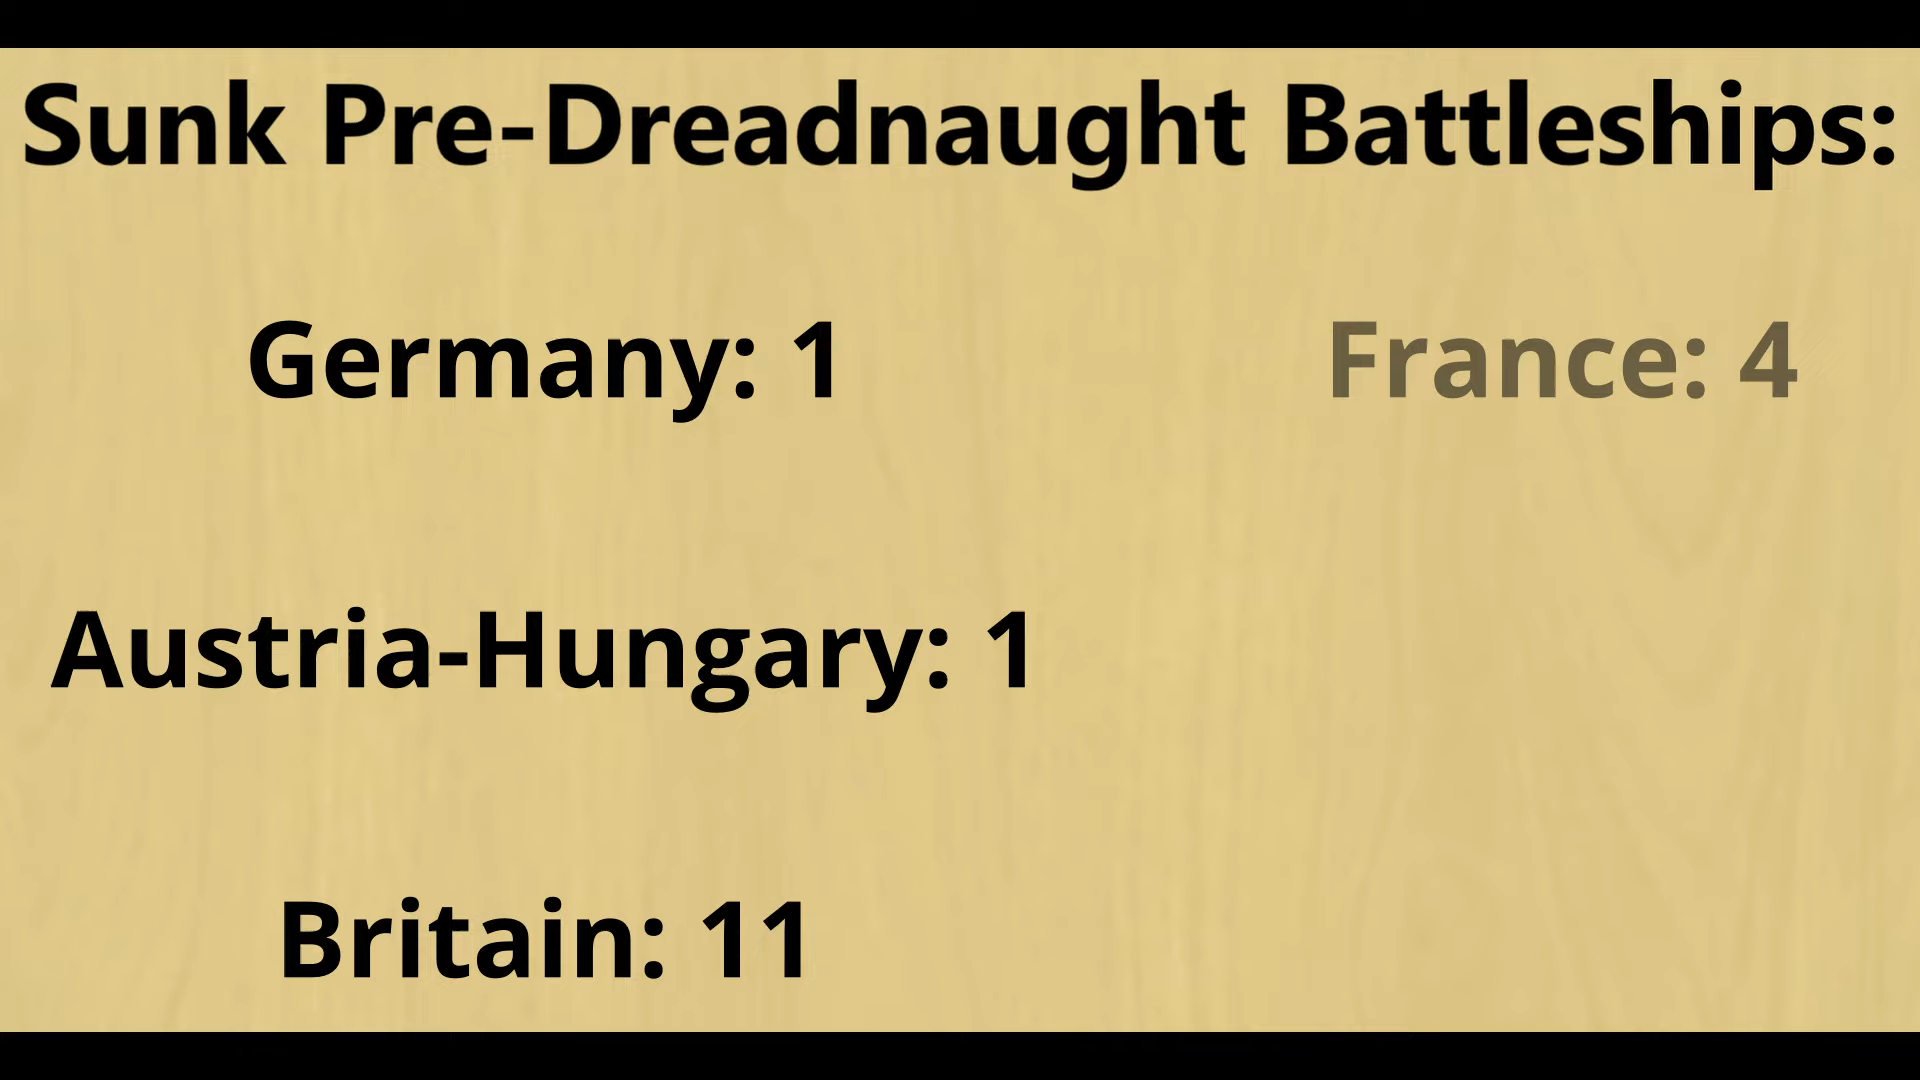 Sunk Pre-Dreadnaught Battleships:
Germany: 1
France: 4
Austria-Hungary: 1
Britain: 11